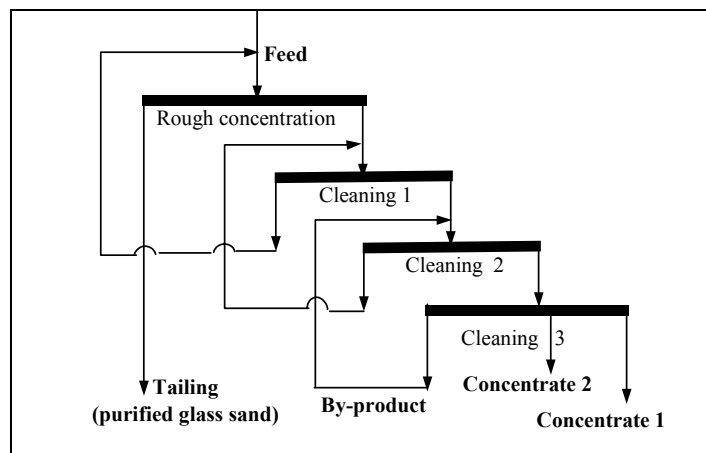 Feed
Rough concentration
Cleaning 1
Cleaning 2
Cleaning 3
Tailing
(purified glass sand)
By-product
Concentrate 2
Concentrate 1